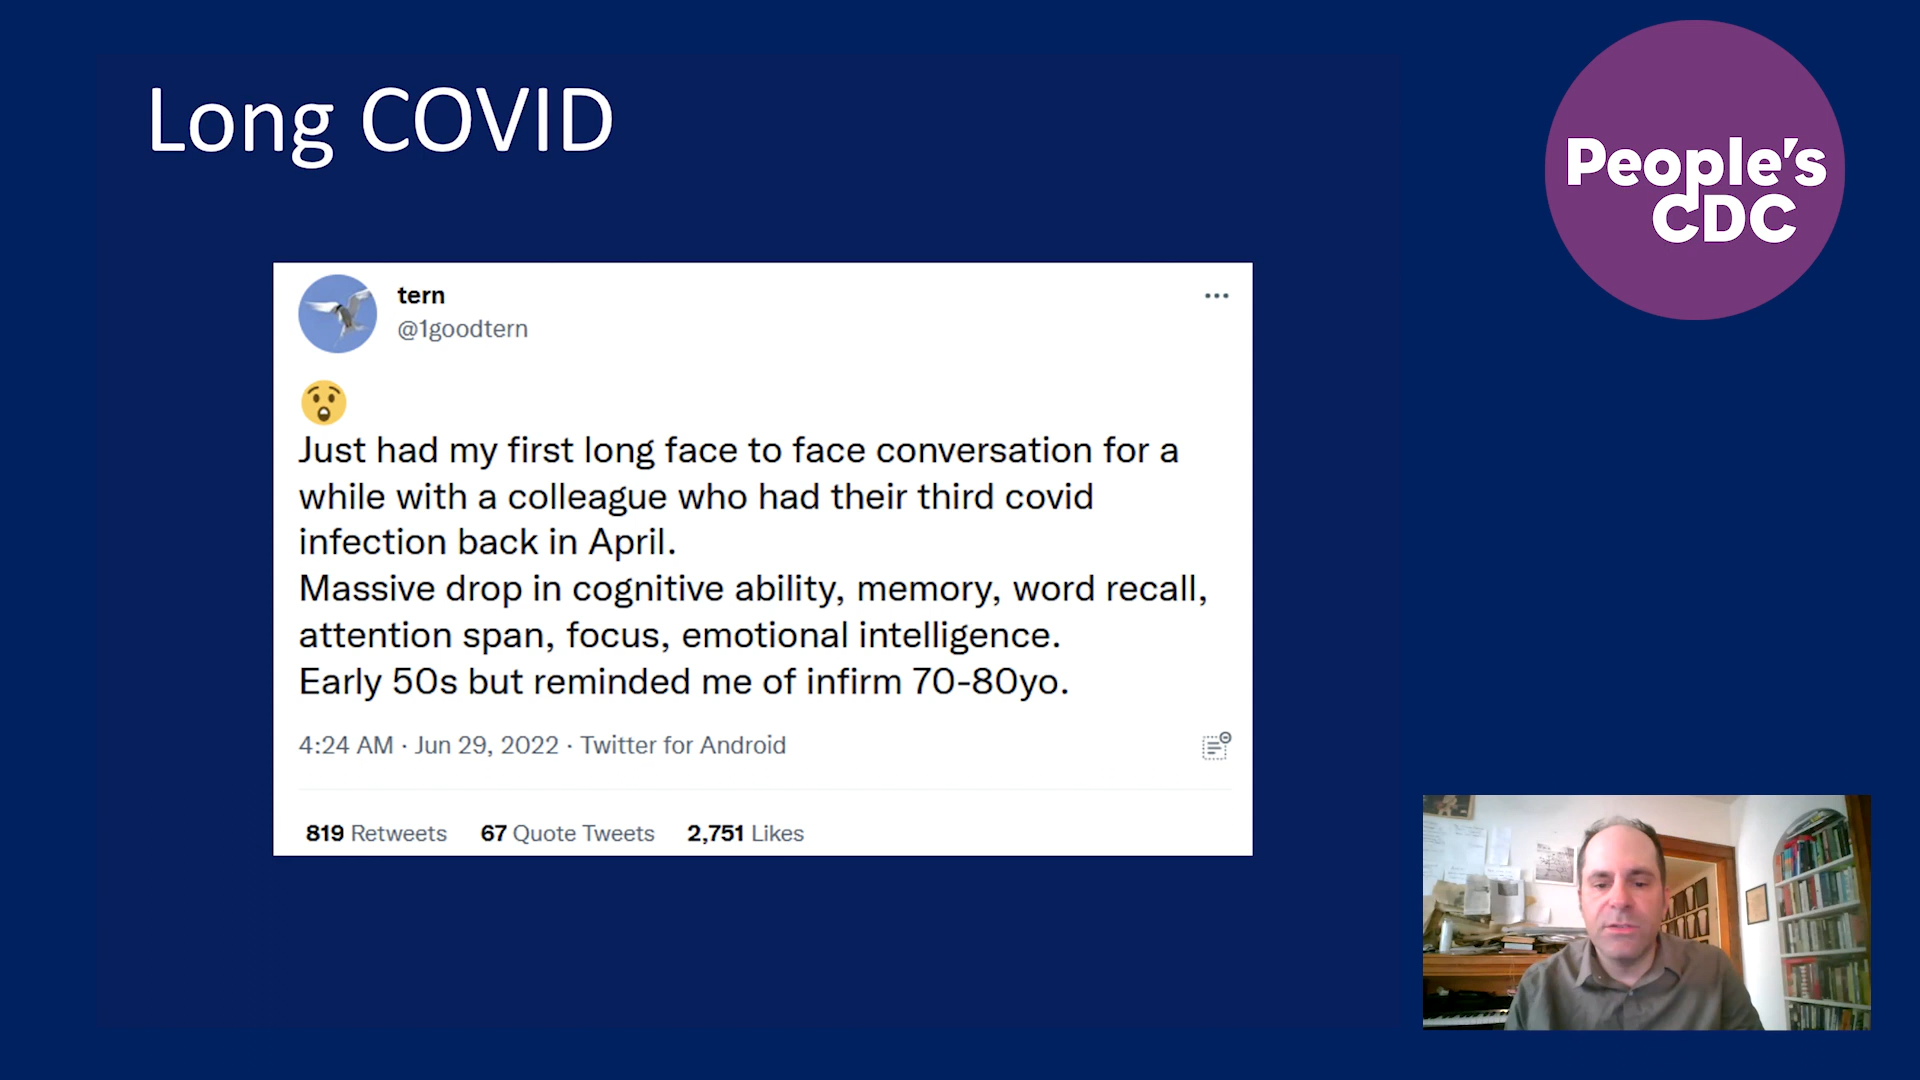 Long COVID
People's
CDC
tern
@1goodtern
😲
Just had my first long face to face conversation for a
while with a colleague who had their third covid
infection back in April.
Massive drop in cognitive ability, memory, word recall,
attention span, focus, emotional intelligence.
Early 50s but reminded me of infirm 70-80yo.
4:24 AM · Jun 29, 2022 · Twitter for Android
819 Retweets 67 Quote Tweets 2,751 Likes